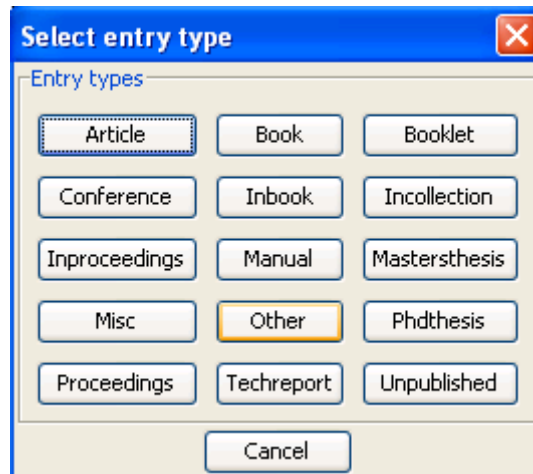 Select entry type
Entry types
Article Book Booklet
Conference Inbook Incollection
Inproceedings Manual Mastersthesis
Misc Other Phdthesis
Proceedings Techreport Unpublished
Cancel